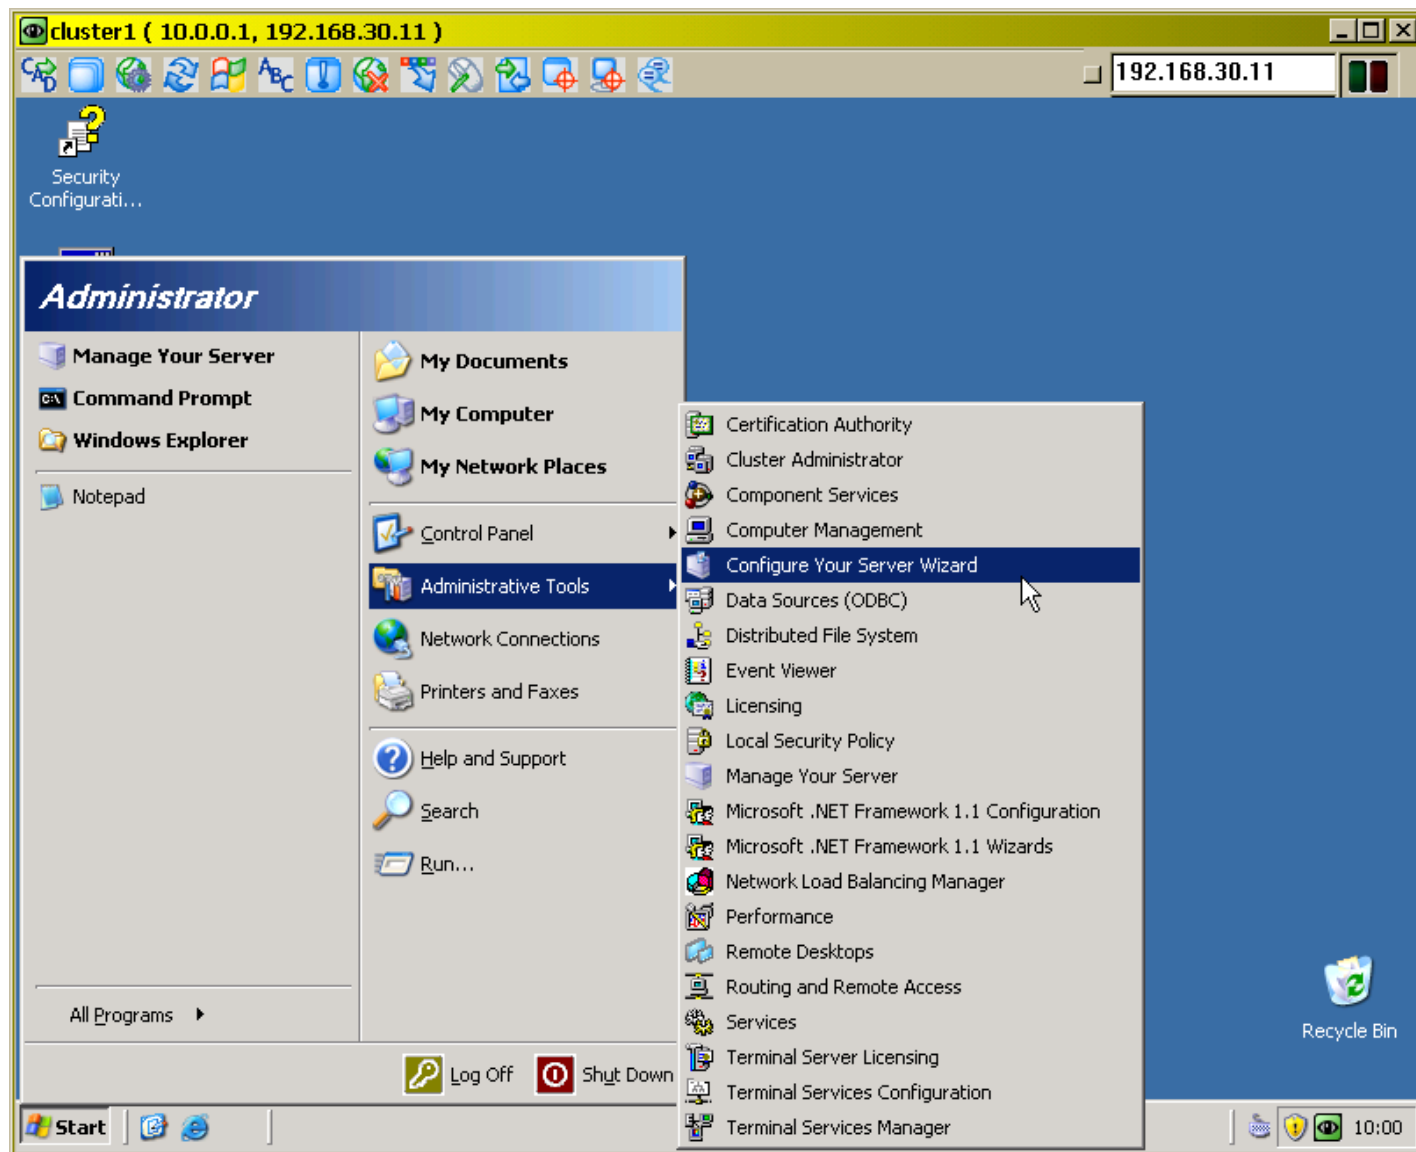 cluster1 ( 10.0.0.1, 192.168.30.11 )
CAD
ABC
192.168.30.11
Security
Configurati...
Administrator
Manage Your Server
Command Prompt
Windows Explorer
Notepad
All Programs
My Documents
My Computer
My Network Places
Control Panel
Administrative Tools
Network Connections
Printers and Faxes
Help and Support
Search
Run...
Log Off
Shut Down
Certification Authority
Cluster Administrator
Component Services
Computer Management
Configure Your Server Wizard
Data Sources (ODBC)
Distributed File System
Event Viewer
Licensing
Local Security Policy
Manage Your Server
Microsoft .NET Framework 1.1 Configuration
Microsoft .NET Framework 1.1 Wizards
Network Load Balancing Manager
Performance
Remote Desktops
Routing and Remote Access
Services
Terminal Server Licensing
Terminal Services Configuration
Terminal Services Manager
Recycle Bin
Start
10:00